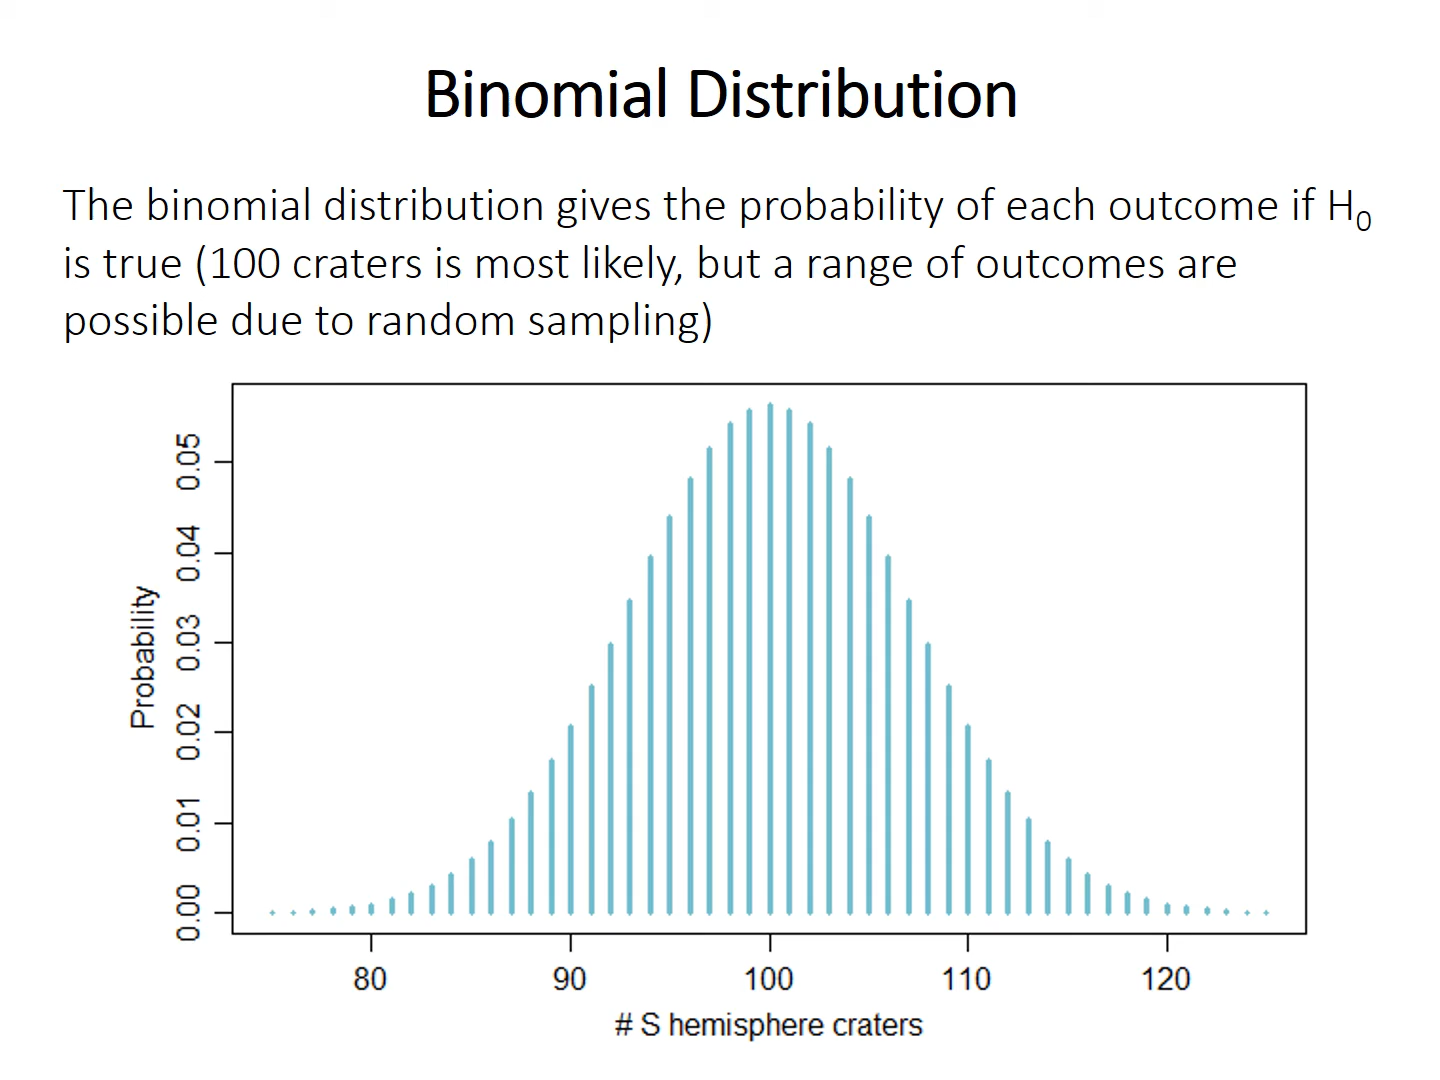 Binomial Distribution
The binomial distribution gives the probability of each outcome if H₀
is true (100 craters is most likely, but a range of outcomes are
possible due to random sampling)
0.05
0.04
0.03
0.02
0.01
0.00
Probability
80 90 100 110 120
# S hemisphere craters